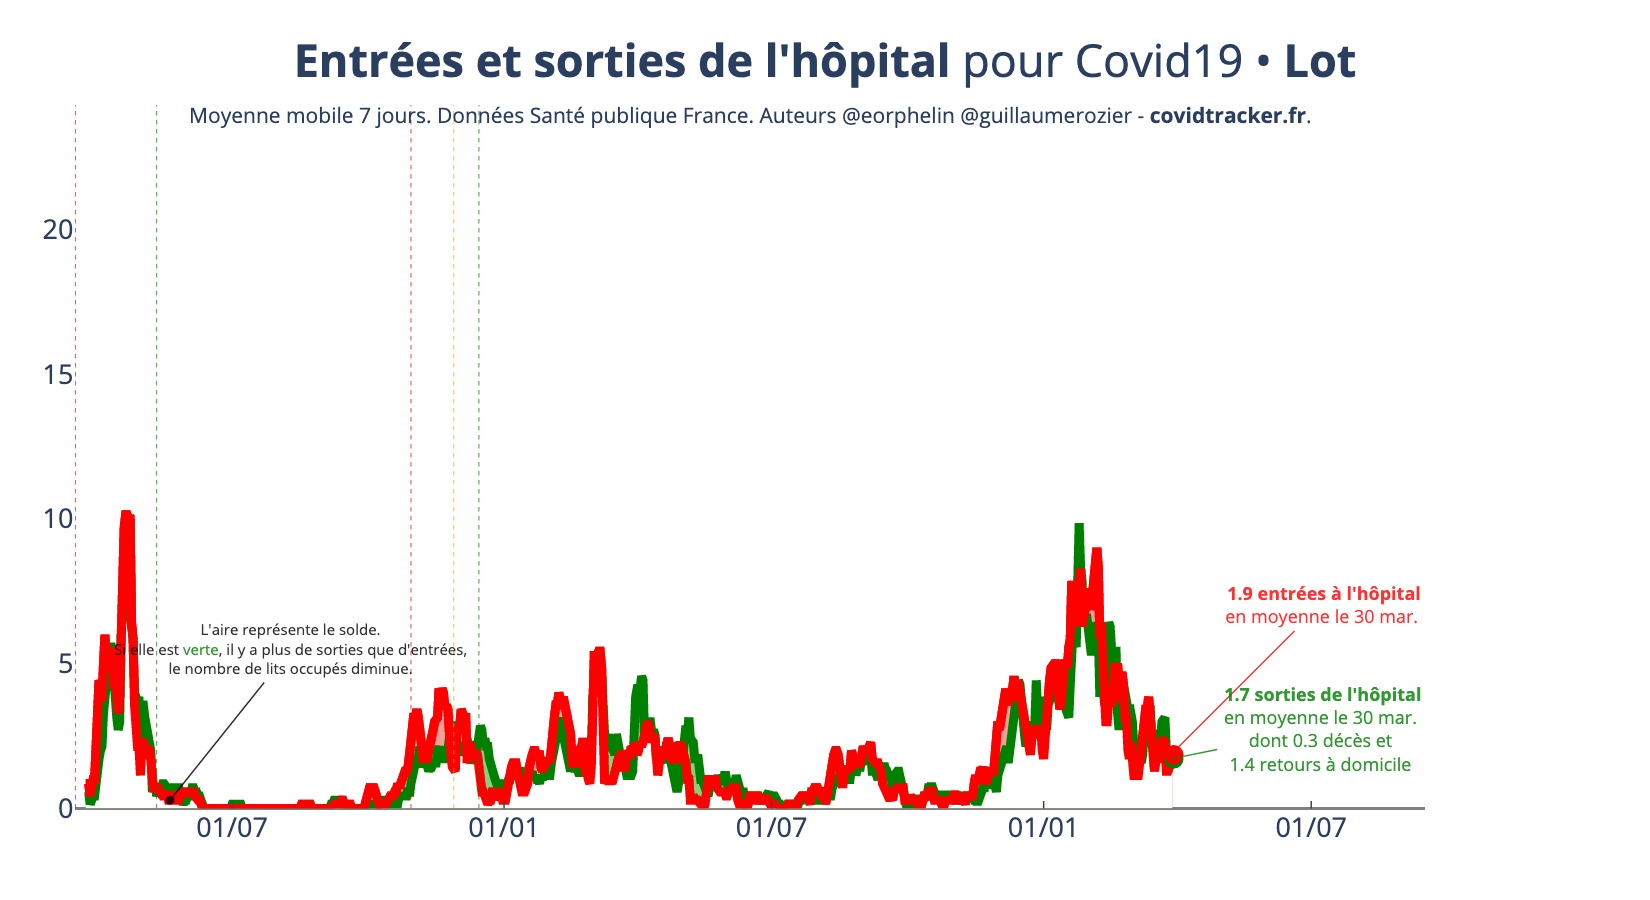 Entrées et sorties de l'hôpital pour Covid19 • Lot
Moyenne mobile 7 jours. Données Santé publique France. Auteurs @eorphelin @guillaumerozier - covidtracker.fr.
20
15
10
5
0
L'aire représente le solde.
Si elle est verte, il y a plus de sorties que d'entrées,
le nombre de lits occupés diminue.
1.9 entrées à l'hôpital
en moyenne le 30 mar.
1.7 sorties de l'hôpital
en moyenne le 30 mar.
dont 0.3 décès et
1.4 retours à domicile
01/07
01/01
01/07
01/01
01/07